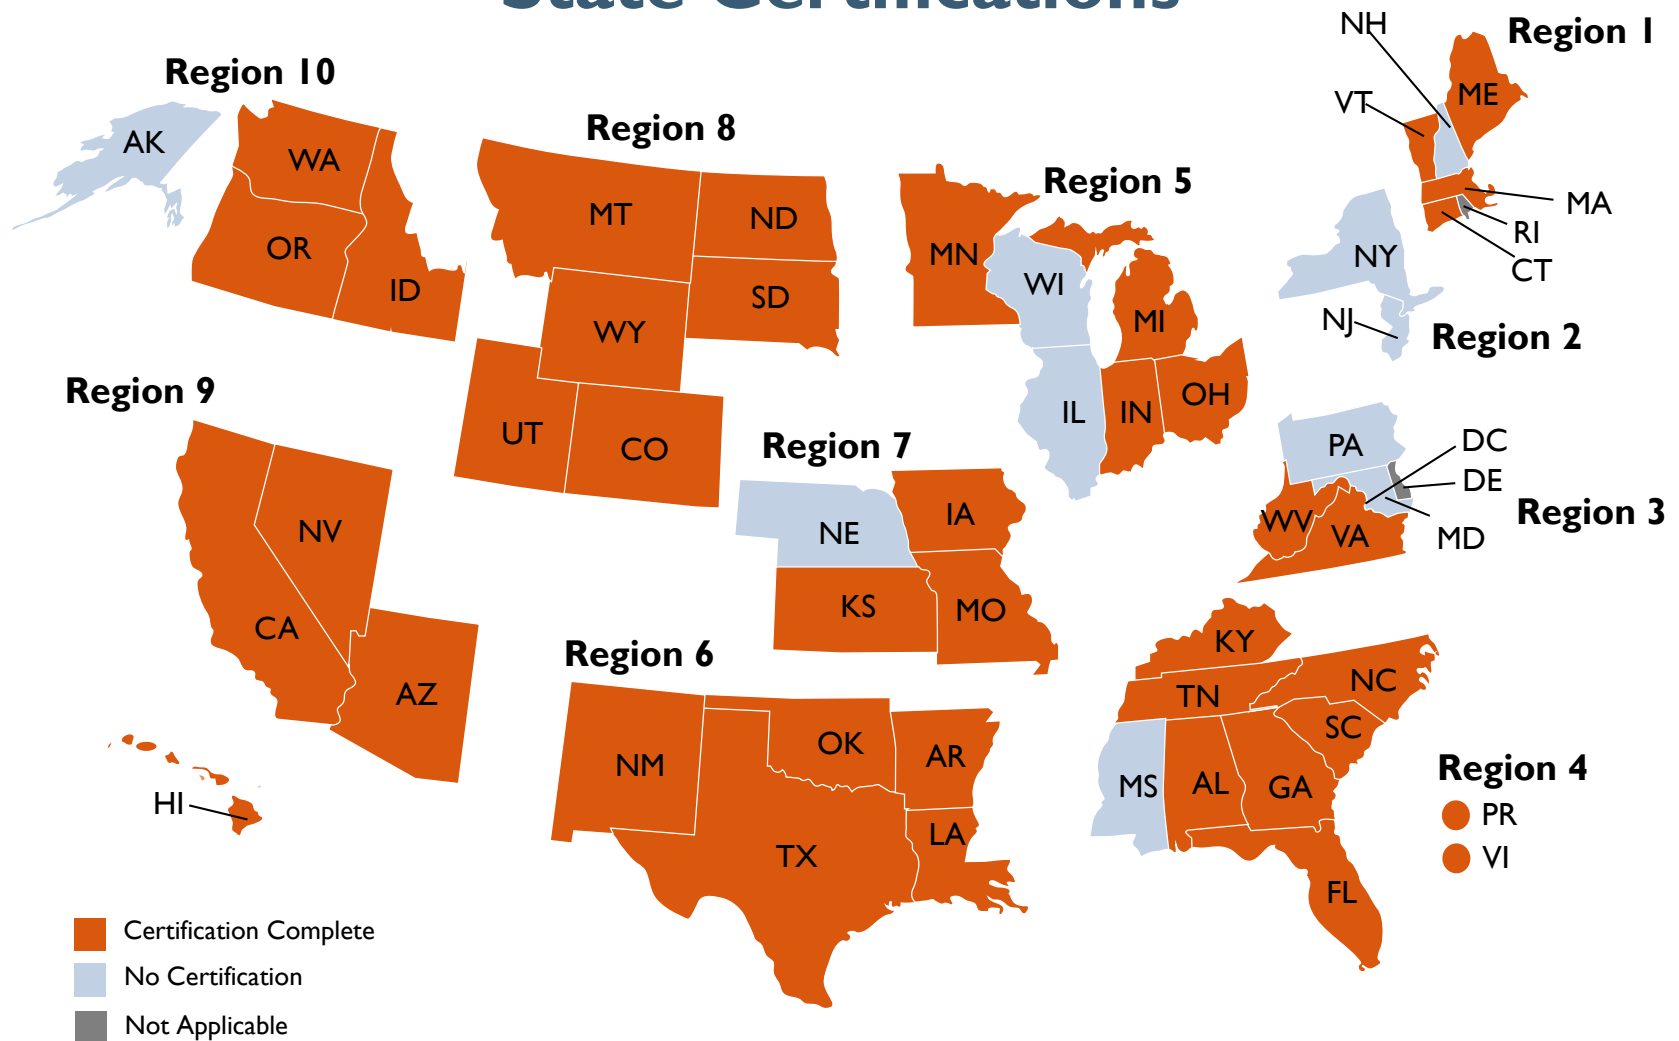 State Certifications
Region 10
AK
WA
OR
ID
Region 8
MT
ND
SD
WY
UT
CO
Region 5
MN
WI
MI
IL
IN
OH
Region 1
NH
ME
VT
MA
RI
CT
Region 2
NY
NJ
Region 9
NV
CA
AZ
HI
Region 7
NE
IA
KS
MO
Region 3
PA
DC
DE
MD
WV
VA
Region 6
NM
OK
AR
TX
LA
KY
TN
NC
SC
MS
AL
GA
FL
Region 4
PR
VI
Certification Complete
No Certification
Not Applicable